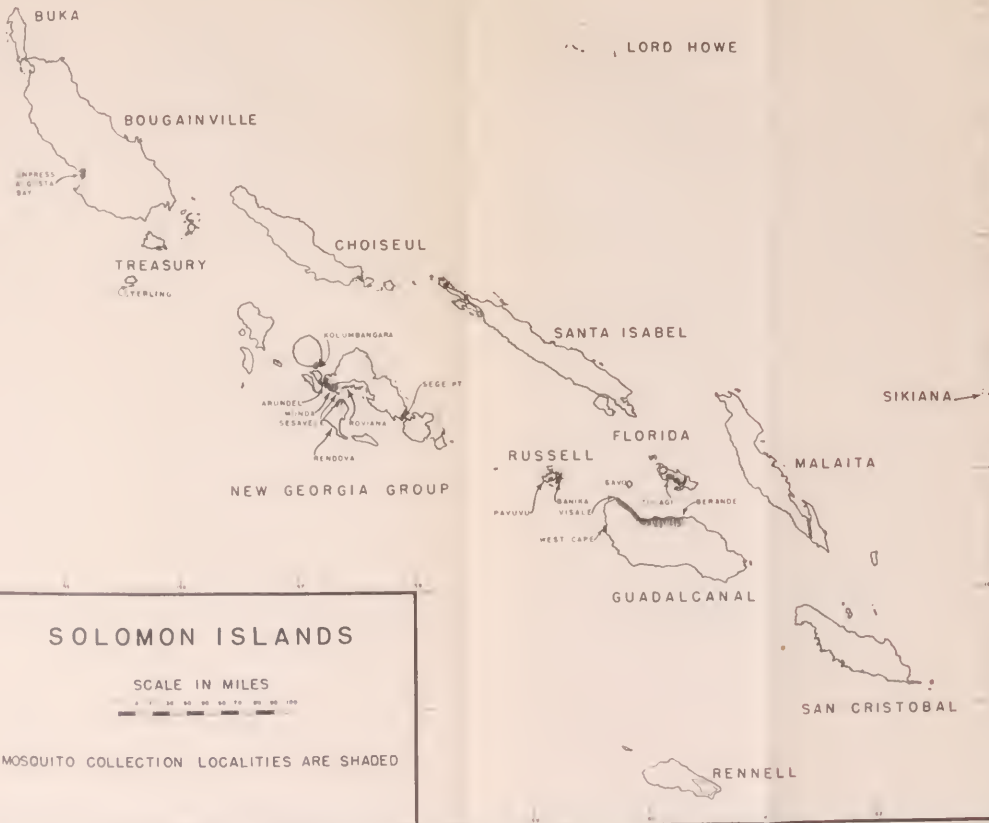 BUKA
LORD HOWE
BOUGAINVILLE
BAY
CHOISEUL
TREASURY
SANTA ISABEL
KOLUMBANGARA
SEGE PT
SIKIANA
ARUNDEL
MUNDA
ROVIANA
RENDOVA
FLORIDA
RUSSELL
MALAITA
NEW GEORGIA GROUP
SAVO
BERANDE
BANIKA
VISALE
PAVUVU
WEST CAPE
GUADALCANAL
SOLOMON ISLANDS
SCALE IN MILES
MOSQUITO COLLECTION LOCALITIES ARE SHADED
SAN CRISTOBAL
RENNELL